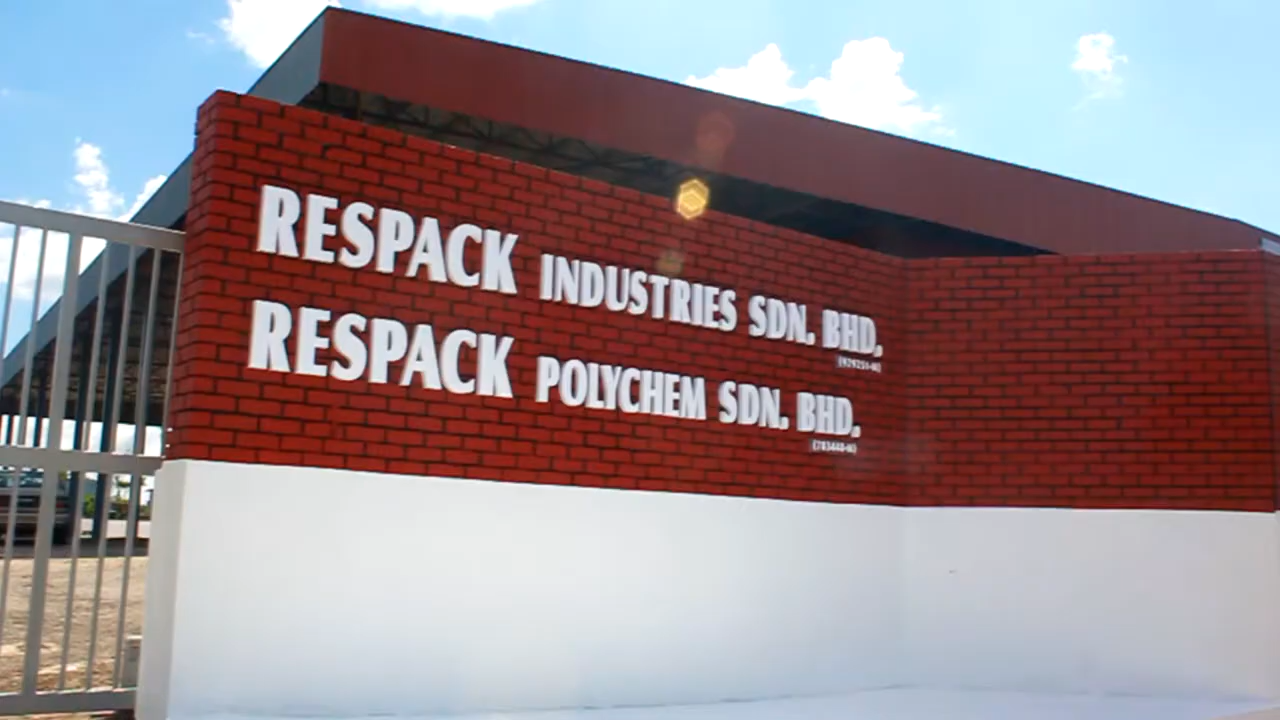 RESPACK INDUSTRIES SDN. BHD.
RESPACK POLYCHEM SDN. BHD.